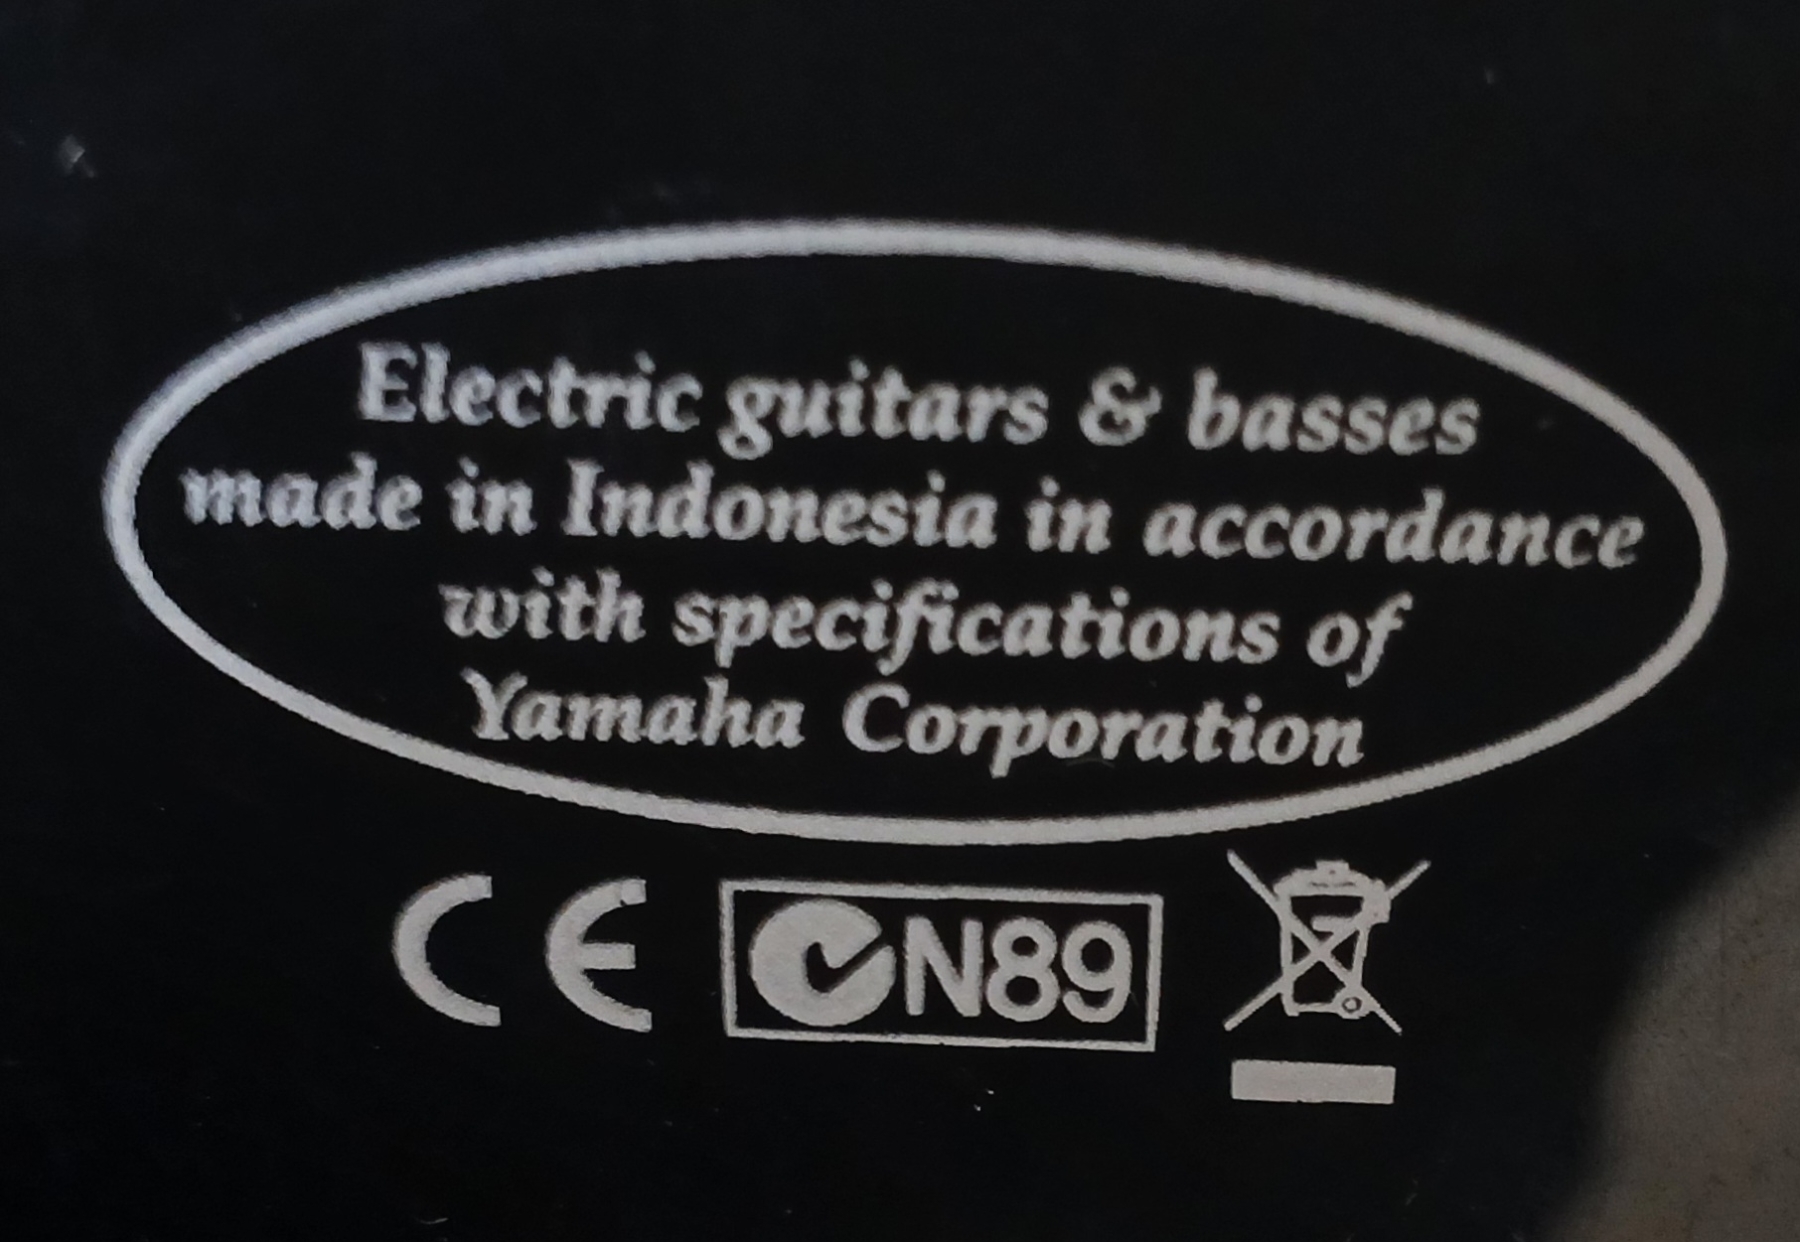 Electric guitars & basses
made in Indonesia in accordance
with specifications of
Yamaha Corporation
CE N89